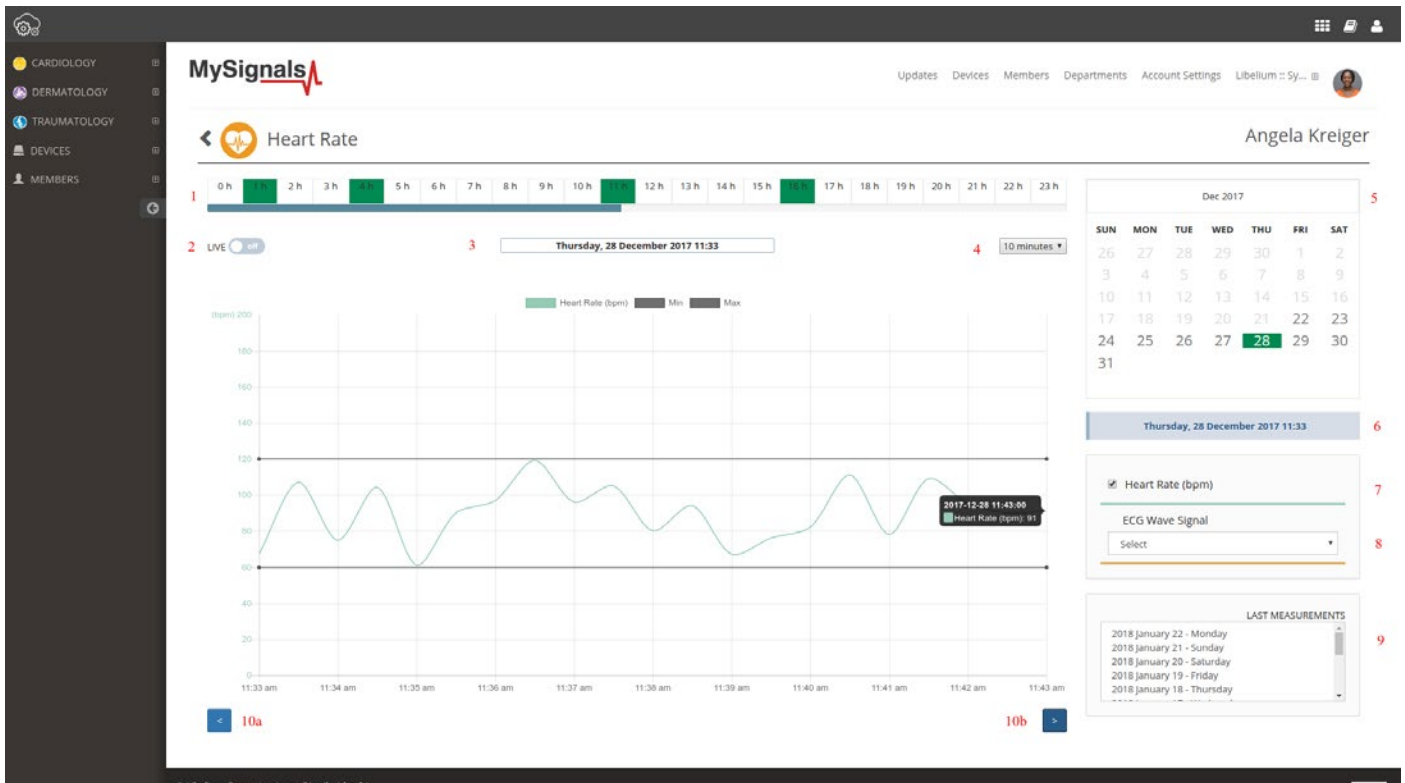 CARDIOLOGY
DERMATOLOGY
TRAUMATOLOGY
DEVICES
MEMBERS
MySignals
Updates Devices Members Departments Account Settings Libelium :: Sy...
Heart Rate
Angela Kreiger
1
0 h 1 h 2 h 3 h 4 h 5 h 6 h 7 h 8 h 9 h 10 h 11 h 12 h 13 h 14 h 15 h 16 h 17 h 18 h 19 h 20 h 21 h 22 h 23 h
2 LIVE off
3 Thursday, 28 December 2017 11:33
4 10 minutes
Heart Rate (bpm) Min Max
(bpm) 200
180
160
140
120
100
80
60
40
20
0
2017-12-28 11:43:00
Heart Rate (bpm): 91
11:33 am 11:34 am 11:35 am 11:36 am 11:37 am 11:38 am 11:39 am 11:40 am 11:41 am 11:42 am 11:43 am
< 10a
10b >
Dec 2017 5
SUN MON TUE WED THU FRI SAT
26 27 28 29 30 1 2
3 4 5 6 7 8 9
10 11 12 13 14 15 16
17 18 19 20 21 22 23
24 25 26 27 28 29 30
31
Thursday, 28 December 2017 11:33 6
Heart Rate (bpm) 7
ECG Wave Signal
Select 8
LAST MEASUREMENTS
9
2018 January 22 - Monday
2018 January 21 - Sunday
2018 January 20 - Saturday
2018 January 19 - Friday
2018 January 18 - Thursday